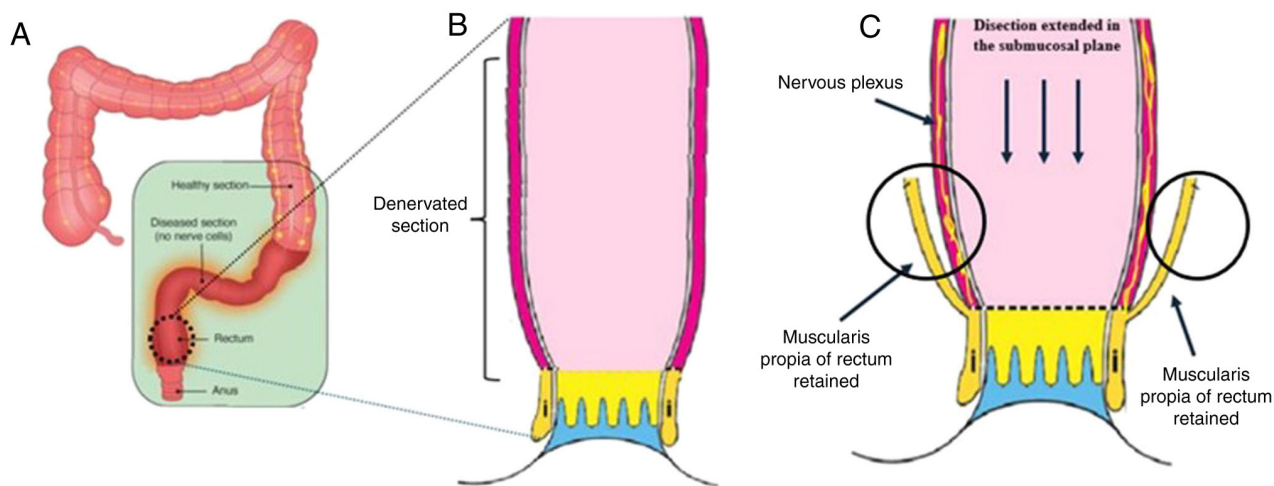 A
Healthy section
Diseased section
(no nerve cells)
Rectum
Anus
B
Denervated
section
C
Disection extended in
the submucosal plane
Nervous plexus
Muscularis
propia of rectum
retained
Muscularis
propia of rectum
retained